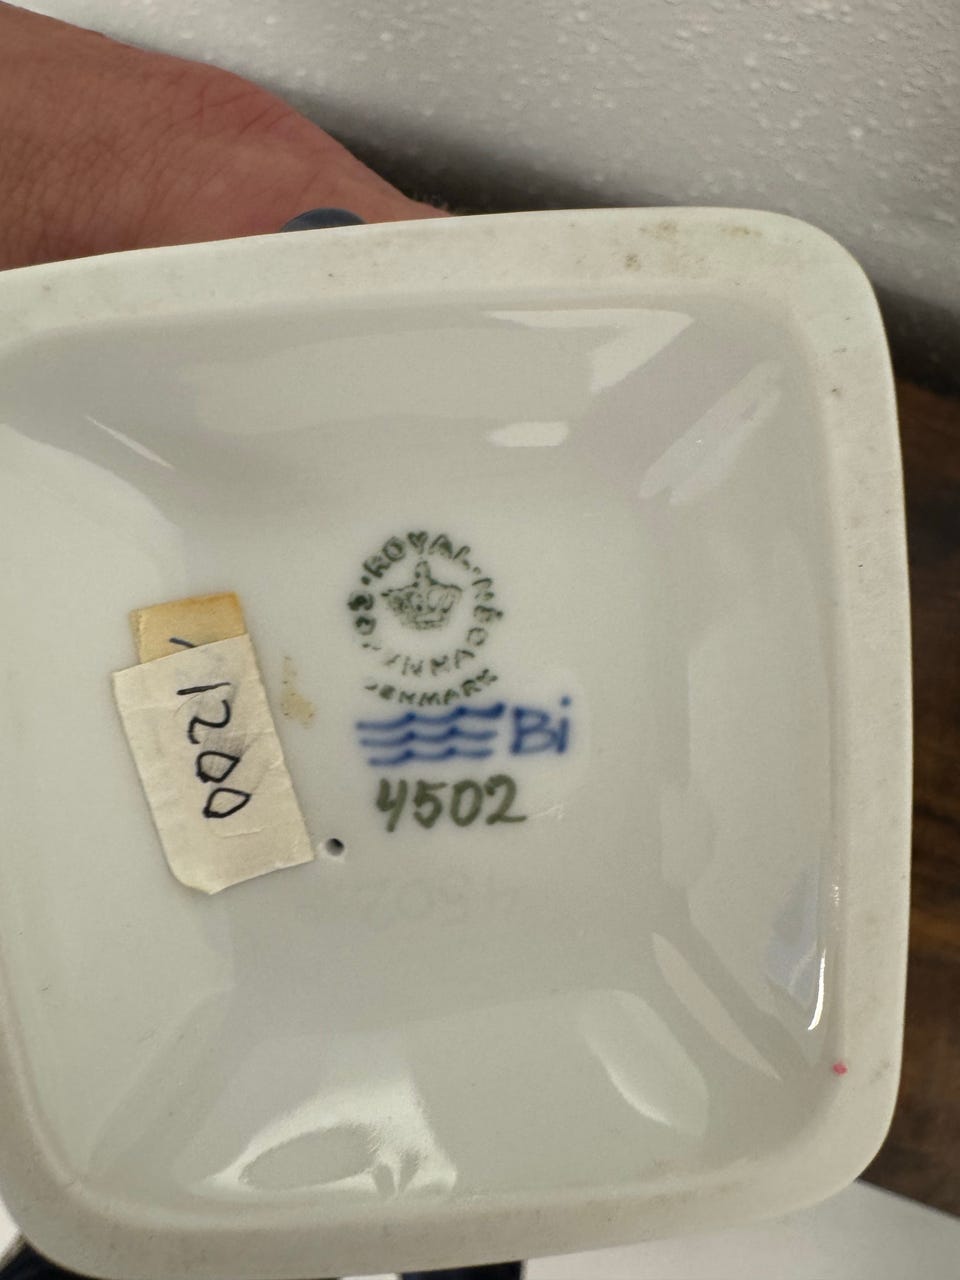 ROYAL
DENMARK
Bi
4502
1200